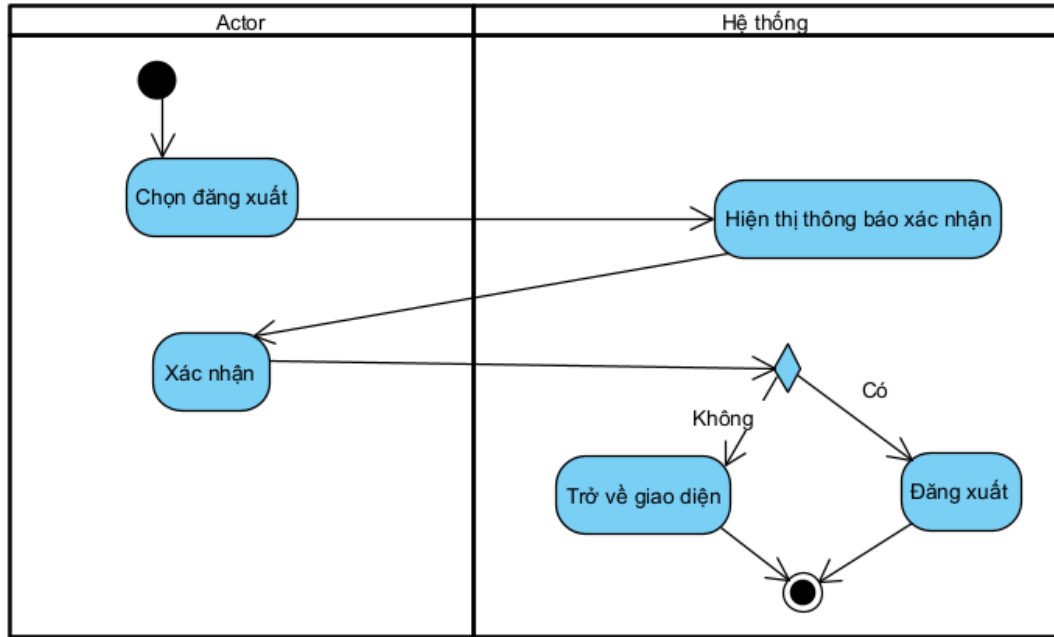 Actor
Hệ thống
Chọn đăng xuất
Hiện thị thông báo xác nhận
Xác nhận
Có
Không
Trở về giao diện
Đăng xuất